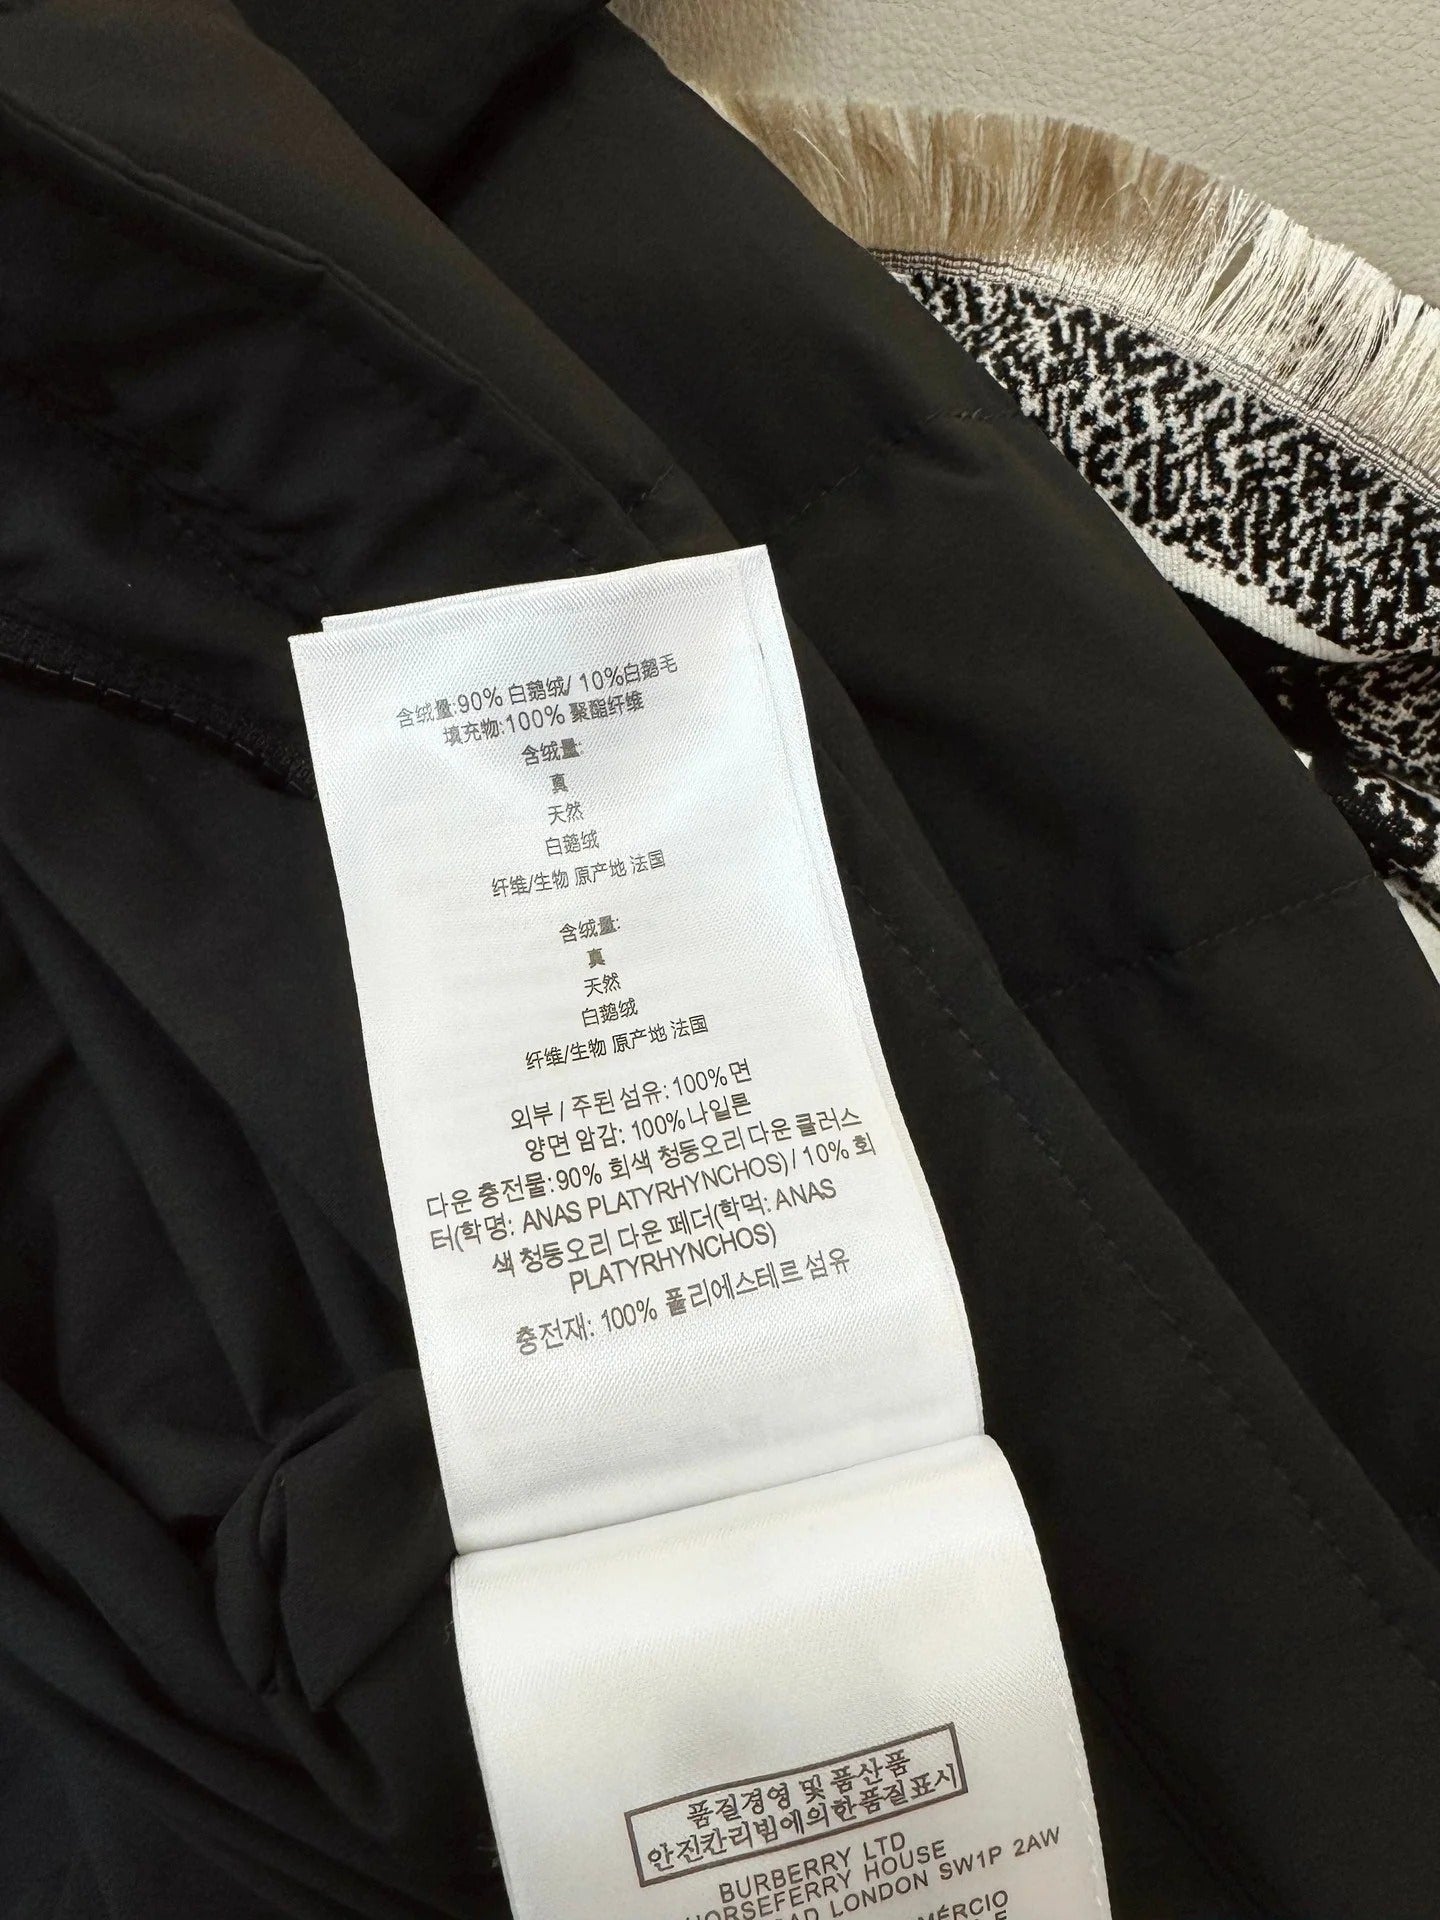 含绒量:90% 白鹅绒/ 10%白鹅毛
填充物:100% 聚酯纤维
含绒量:
真
天然
白鹅绒
纤维/生物 原产地 法国
含绒量:
真
天然
白鹅绒
纤维/生物 原产地 法国
외부 / 주된 섬유: 100% 면
양면 암감: 100% 나일론
다운 충전물: 90% 회색 청둥오리 다운 클러스
터(학명: ANAS PLATYRHYNCHOS) / 10% 회
색 청둥오리 다운 페더(학먹: ANAS
PLATYRHYNCHOS)
충전재: 100% 폴리에스테르 섬유
품질경영 및 품산품
안진칸리빔에의한품질표시
BURBERRY LTD
HORSEFERRY HOUSE
LONDON SW1P 2AW